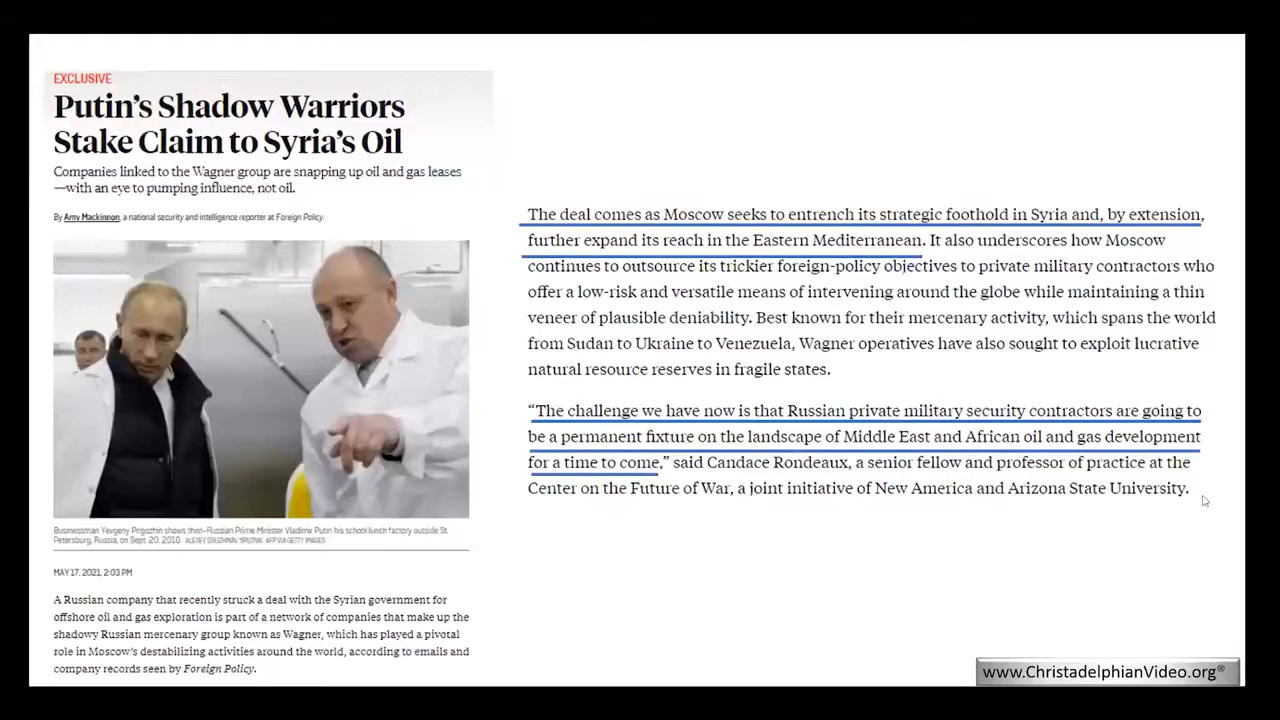 EXCLUSIVE
Putin's Shadow Warriors
Stake Claim to Syria's Oil
Companies linked to the Wagner group are snapping up oil and gas leases
—with an eye to pumping influence, not oil.
By Amy Mackinnon, a national security and intelligence reporter at Foreign Policy.
Businessman Yevgeny Prigozhin shows then-Russian Prime Minister Vladimir Putin his school lunch factory outside St.
Petersburg, Russia, on Sept. 20, 2010. ALEXEY DRUZHININ/SPUTNIK/AFP VIA GETTY IMAGES
MAY 17, 2021, 2:03 PM
A Russian company that recently struck a deal with the Syrian government for
offshore oil and gas exploration is part of a network of companies that make up the
shadowy Russian mercenary group known as Wagner, which has played a pivotal
role in Moscow's destabilizing activities around the world, according to emails and
company records seen by Foreign Policy.
The deal comes as Moscow seeks to entrench its strategic foothold in Syria and, by extension,
further expand its reach in the Eastern Mediterranean. It also underscores how Moscow
continues to outsource its trickier foreign-policy objectives to private military contractors who
offer a low-risk and versatile means of intervening around the globe while maintaining a thin
veneer of plausible deniability. Best known for their mercenary activity, which spans the world
from Sudan to Ukraine to Venezuela, Wagner operatives have also sought to exploit lucrative
natural resource reserves in fragile states.
“The challenge we have now is that Russian private military security contractors are going to
be a permanent fixture on the landscape of Middle East and African oil and gas development
for a time to come,” said Candace Rondeaux, a senior fellow and professor of practice at the
Center on the Future of War, a joint initiative of New America and Arizona State University.
www.ChristadelphianVideo.org®